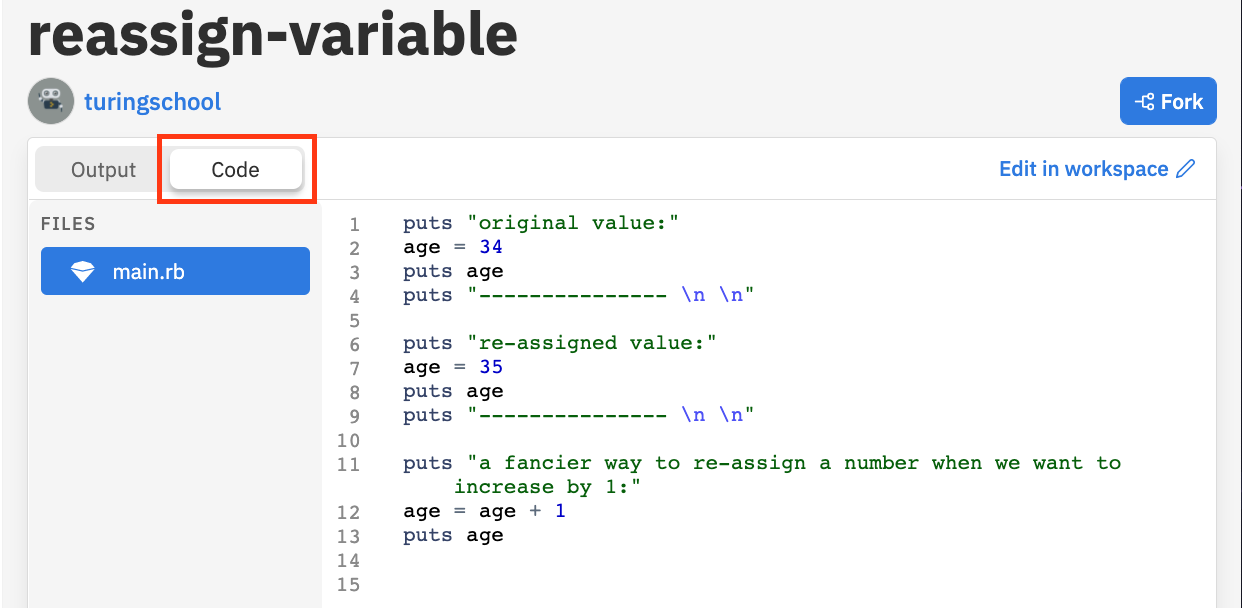 reassign-variable
turingschool
Fork
Output
Code
Edit in workspace
FILES
main.rb
1 puts "original value:"
2 age = 34
3 puts age
4 puts "--------------- \n \n"
5
6 puts "re-assigned value:"
7 age = 35
8 puts age
9 puts "--------------- \n \n"
10
11 puts "a fancier way to re-assign a number when we want to
increase by 1:"
12 age = age + 1
13 puts age
14
15